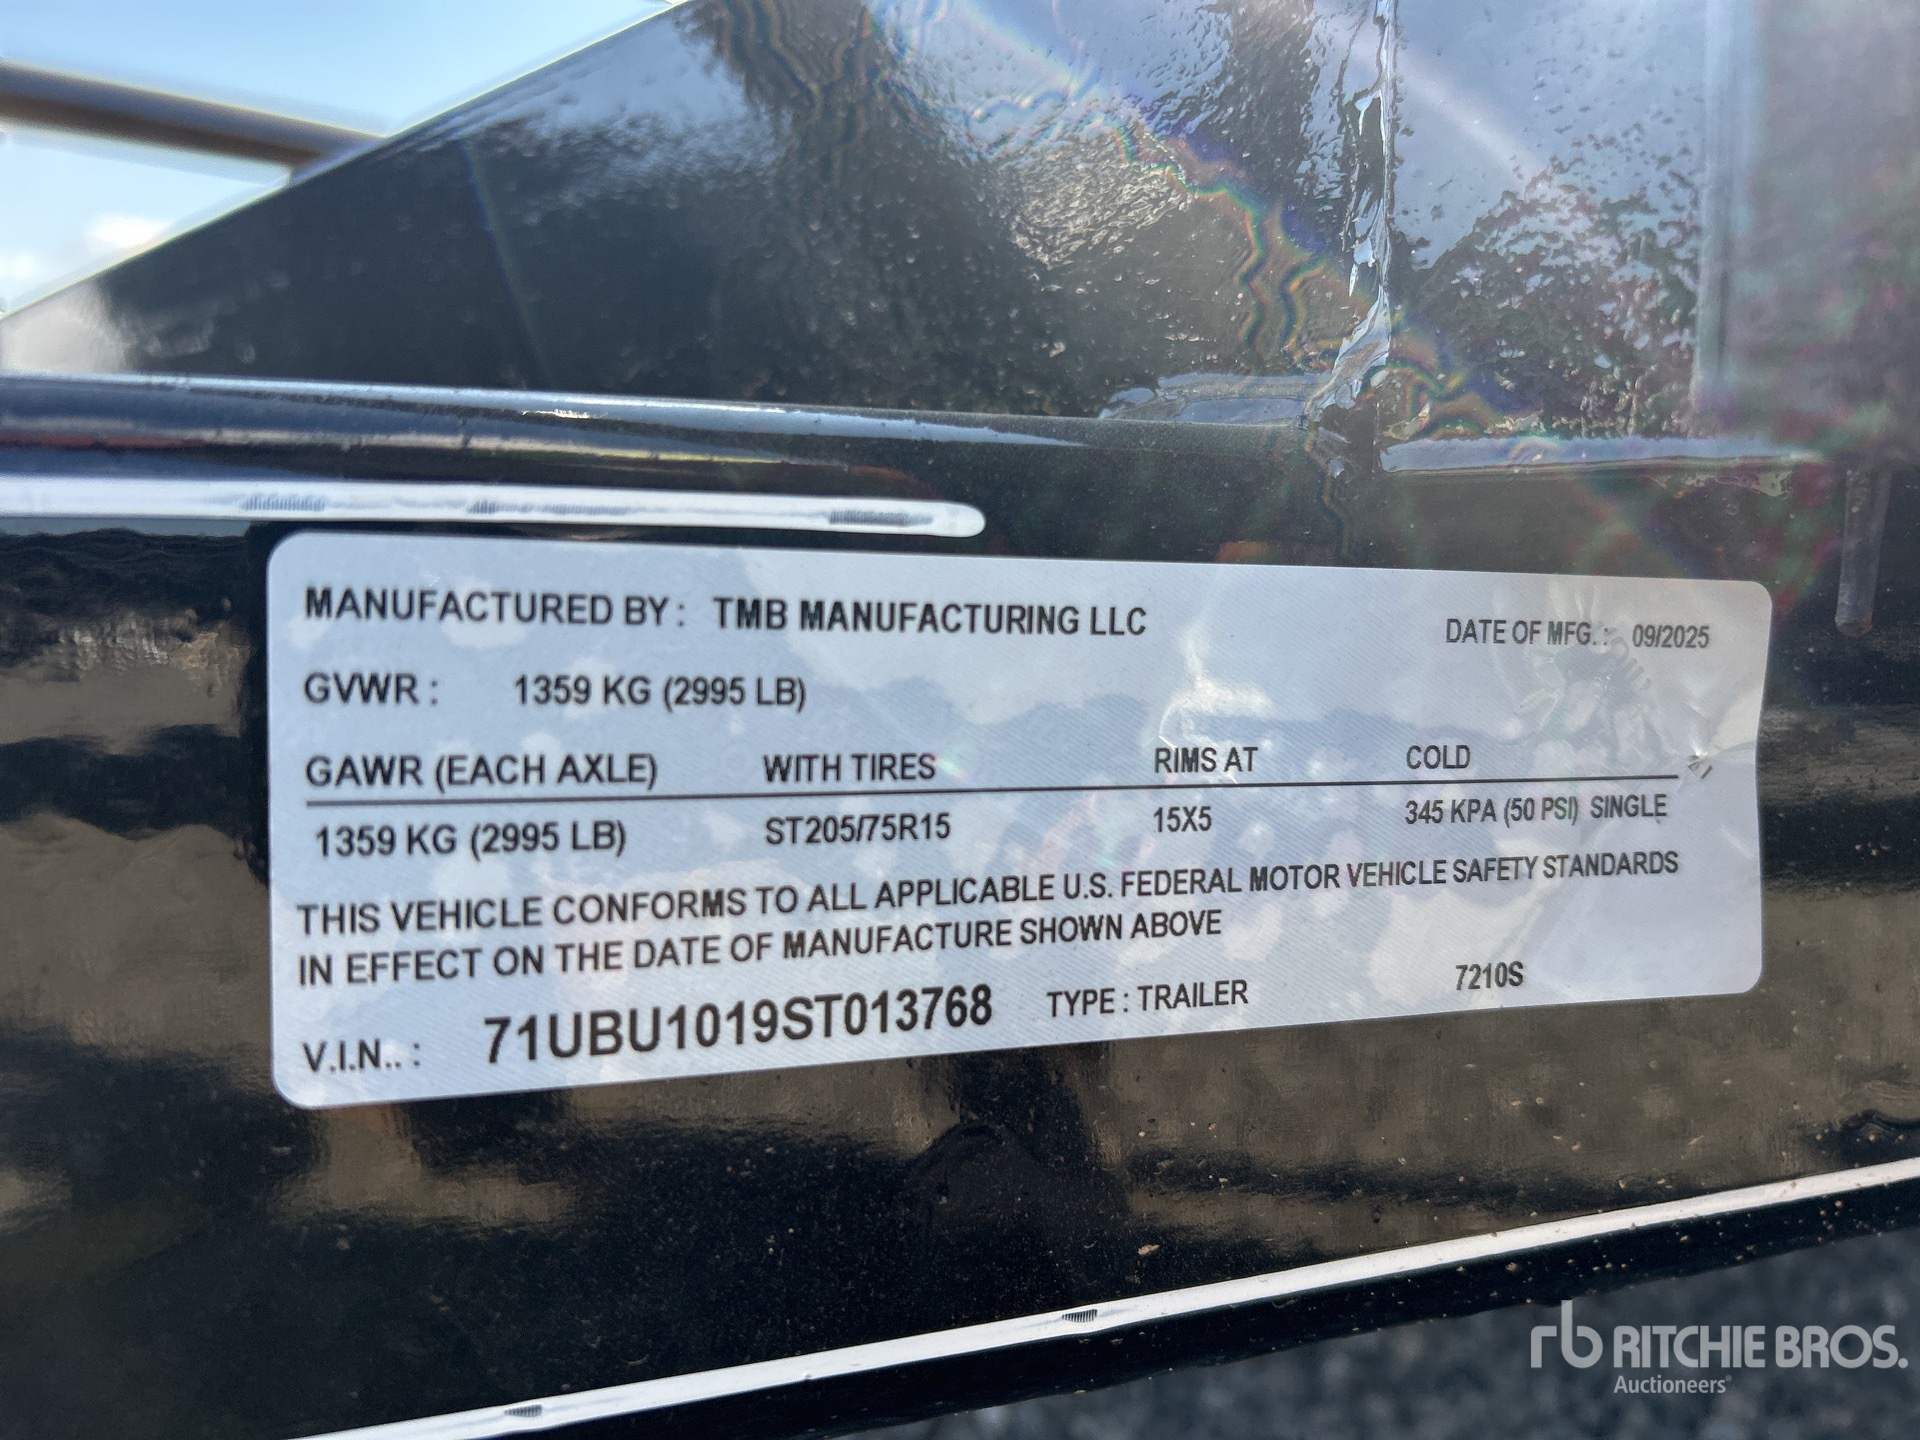 MANUFACTURED BY : TMB MANUFACTURING LLC DATE OF MFG. : 09/2025
GVWR : 1359 KG (2995 LB)
GAWR (EACH AXLE) WITH TIRES RIMS AT COLD
1359 KG (2995 LB) ST205/75R15 15X5 345 KPA (50 PSI) SINGLE
THIS VEHICLE CONFORMS TO ALL APPLICABLE U.S. FEDERAL MOTOR VEHICLE SAFETY STANDARDS
IN EFFECT ON THE DATE OF MANUFACTURE SHOWN ABOVE
V.I.N.. : 71UBU1019ST013768 TYPE : TRAILER 7210S
rb RITCHIE BROS.
Auctioneers